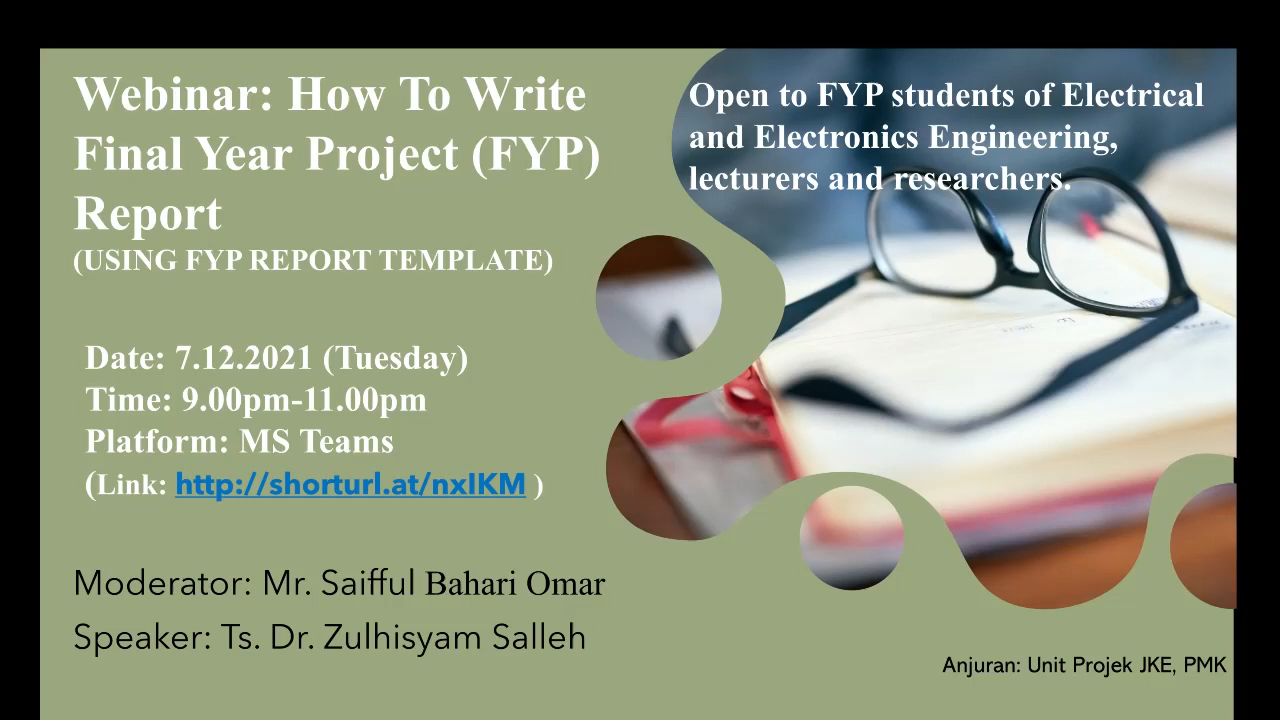 Webinar: How To Write
Final Year Project (FYP)
Report
(USING FYP REPORT TEMPLATE)
Open to FYP students of Electrical
and Electronics Engineering,
lecturers and researchers.
Date: 7.12.2021 (Tuesday)
Time: 9.00pm-11.00pm
Platform: MS Teams
(Link: http://shorturl.at/nxIKM )
Moderator: Mr. Saifful Bahari Omar
Speaker: Ts. Dr. Zulhisyam Salleh
Anjuran: Unit Projek JKE, PMK